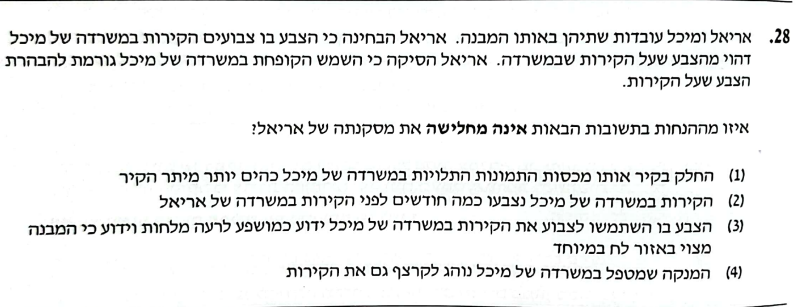 28. אריאל ומיכל עובדות שתיהן באותו המבנה. אריאל הבחינה כי הצבע בו צבועים הקירות במשרדה של מיכל
דהוי מהצבע שעל הקירות שבמשרדה. אריאל הסיקה כי השמש הקופחת במשרדה של מיכל גורמת להבהרת
הצבע שעל הקירות.
איזו מההנחות בתשובות הבאות אינה מחלישה את מסקנתה של אריאל?
(1) החלק בקיר אותו מכסות התמונות התלויות במשרדה של מיכל כהים יותר מיתר הקיר
(2) הקירות במשרדה של מיכל נצבעו כמה חודשים לפני הקירות במשרדה של אריאל
(3) הצבע בו השתמשו לצבוע את הקירות במשרדה של מיכל ידוע כמושפע לרעה מלחות וידוע כי המבנה
מצוי באזור לח במיוחד
(4) המנקה שמטפל במשרדה של מיכל נוהג לקרצף גם את הקירות